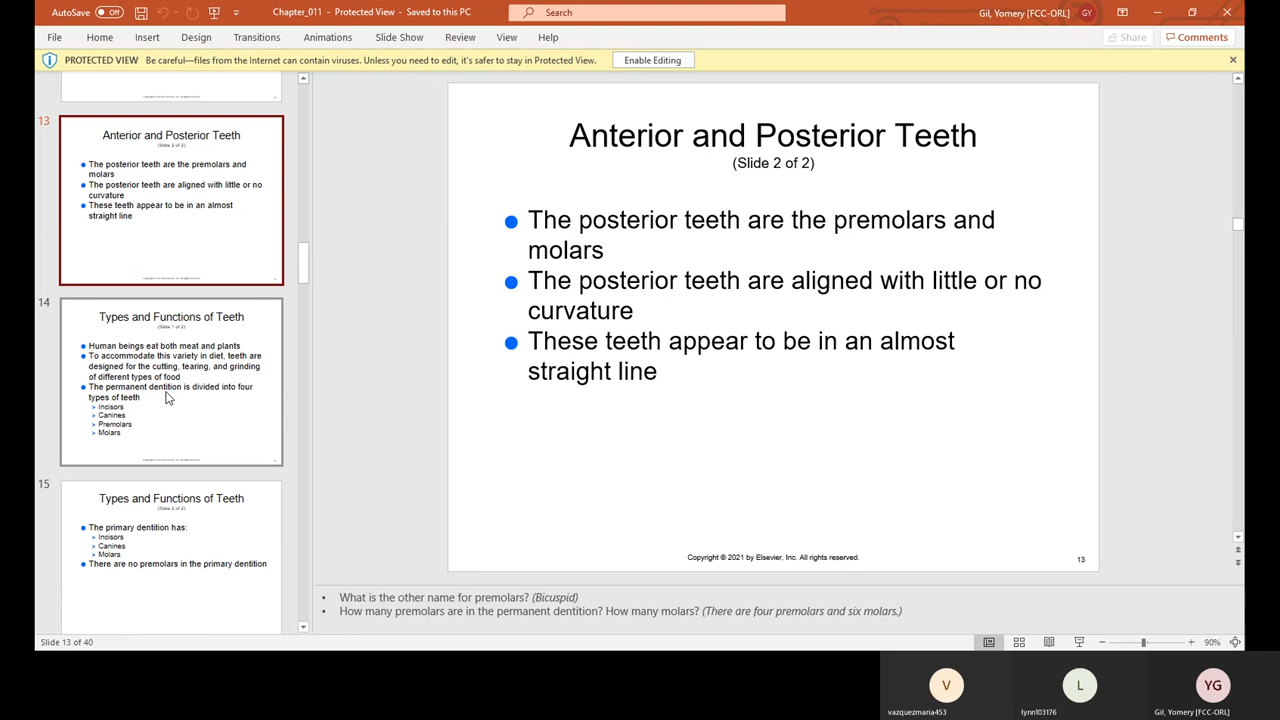 AutoSave Off
Chapter_011 - Protected View - Saved to this PC
Search
Gil, Yomery [FCC-ORL]
GY
File Home Insert Design Transitions Animations Slide Show Review View Help
Share
Comments
PROTECTED VIEW Be careful—files from the Internet can contain viruses. Unless you need to edit, it's safer to stay in Protected View.
Enable Editing
13
Anterior and Posterior Teeth
(Slide 2 of 2)
The posterior teeth are the premolars and
molars
The posterior teeth are aligned with little or no
curvature
These teeth appear to be in an almost
straight line
14
Types and Functions of Teeth
(Slide 1 of 2)
Human beings eat both meat and plants
To accommodate this variety in diet, teeth are
designed for the cutting, tearing, and grinding
of different types of food
The permanent dentition is divided into four
types of teeth
Incisors
Canines
Premolars
Molars
15
Types and Functions of Teeth
(Slide 2 of 2)
The primary dentition has:
Incisors
Canines
Molars
There are no premolars in the primary dentition
Anterior and Posterior Teeth
(Slide 2 of 2)
The posterior teeth are the premolars and
molars
The posterior teeth are aligned with little or no
curvature
These teeth appear to be in an almost
straight line
Copyright © 2021 by Elsevier, Inc. All rights reserved.
13
What is the other name for premolars? (Bicuspid)
How many premolars are in the permanent dentition? How many molars? (There are four premolars and six molars.)
Slide 13 of 40
90%
V
vazquezmaria453
L
lynn103176
YG
Gil, Yomery [FCC-ORL]